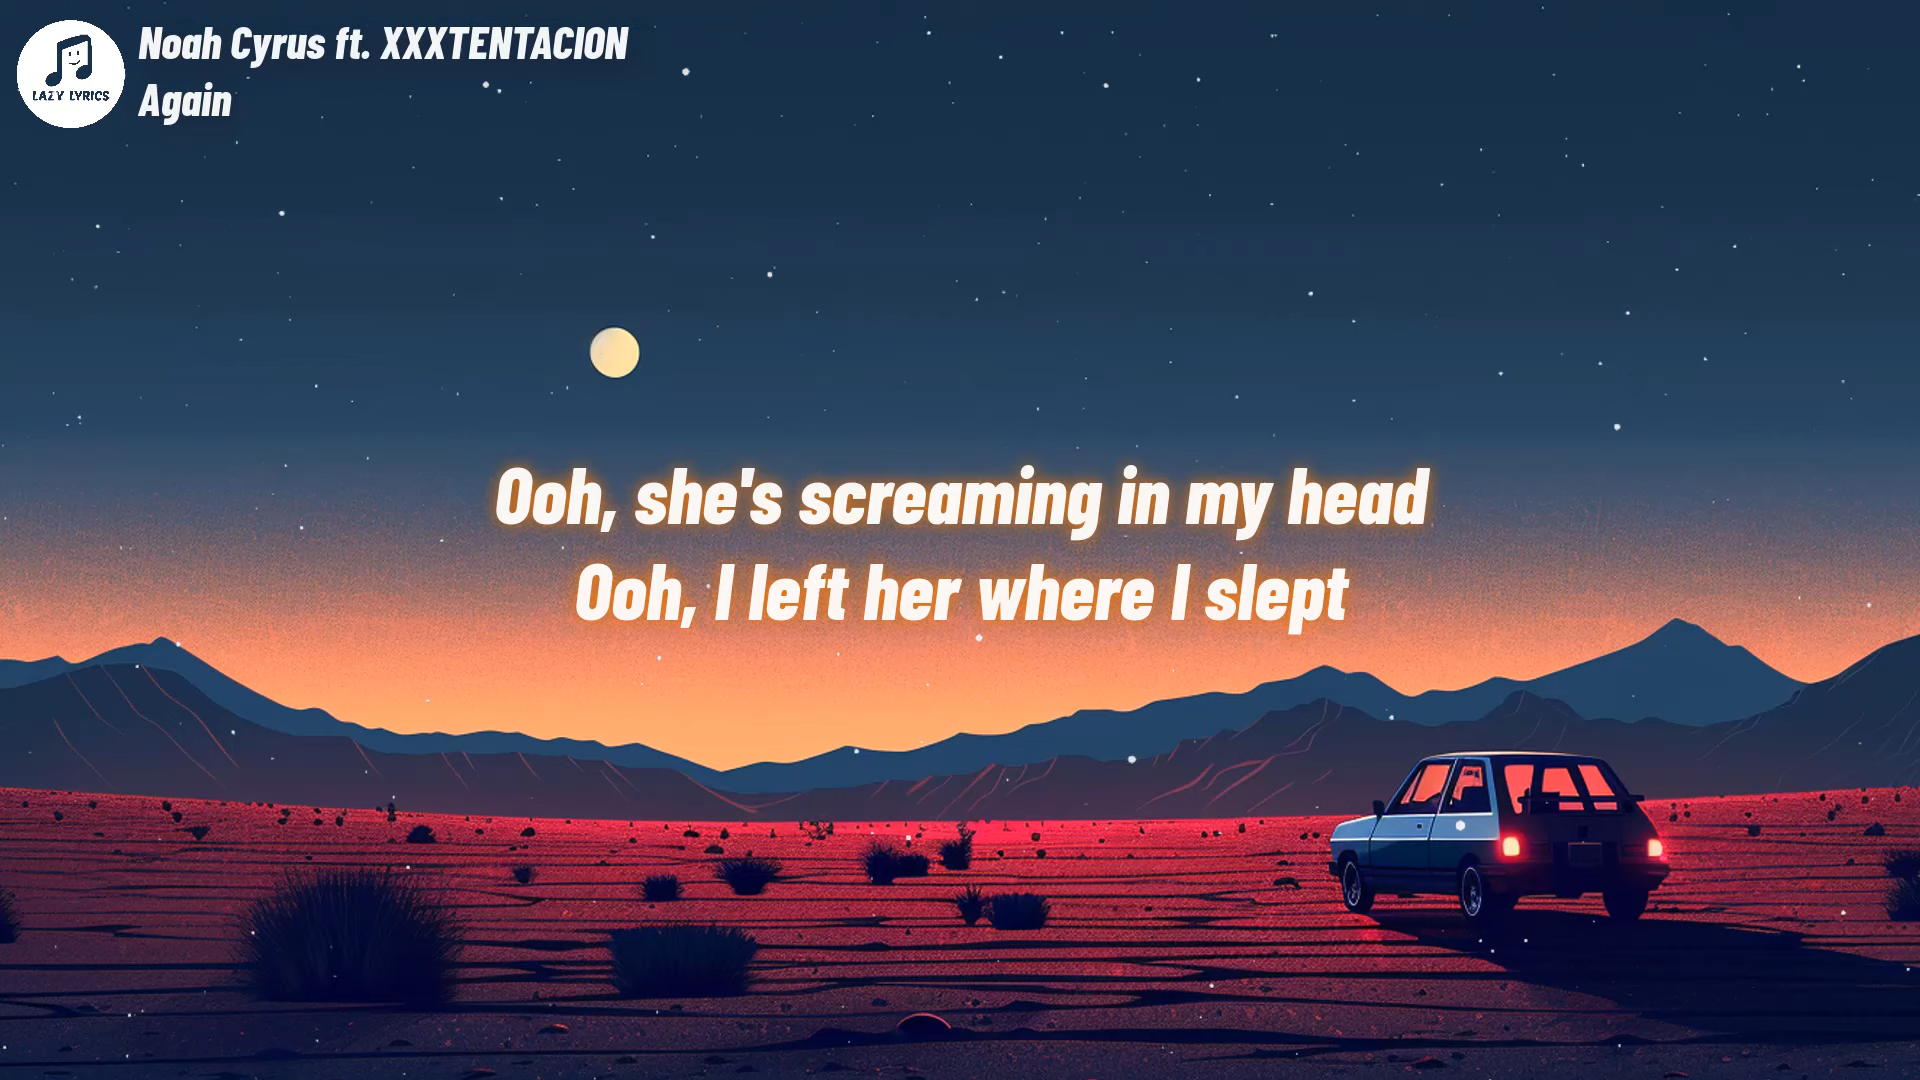 Noah Cyrus ft. XXXTENTACION
Again
LAZY LYRICS
Ooh, she's screaming in my head
Ooh, I left her where I slept